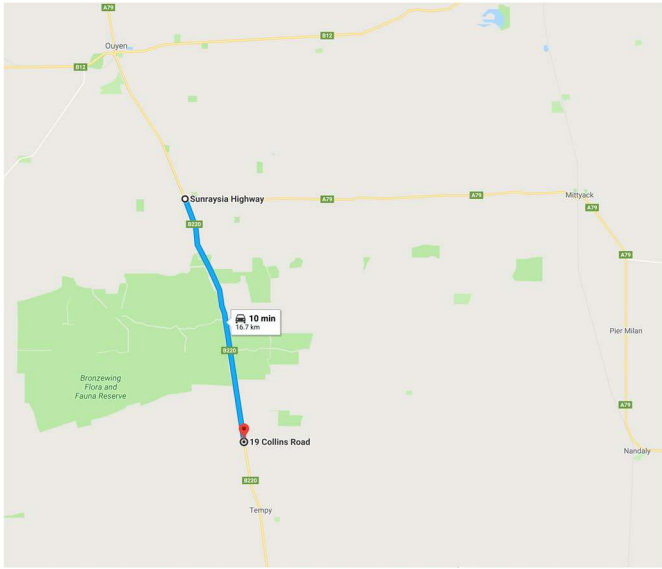 A79
Ouyen
B12
B12
Sunraysia Highway
A79
A79
Mittyack
A79
B220
A79
10 min
16.7 km
Pier Milan
B220
Bronzewing
Flora and
Fauna Reserve
A79
19 Collins Road
Nandaly
B220
Tempy